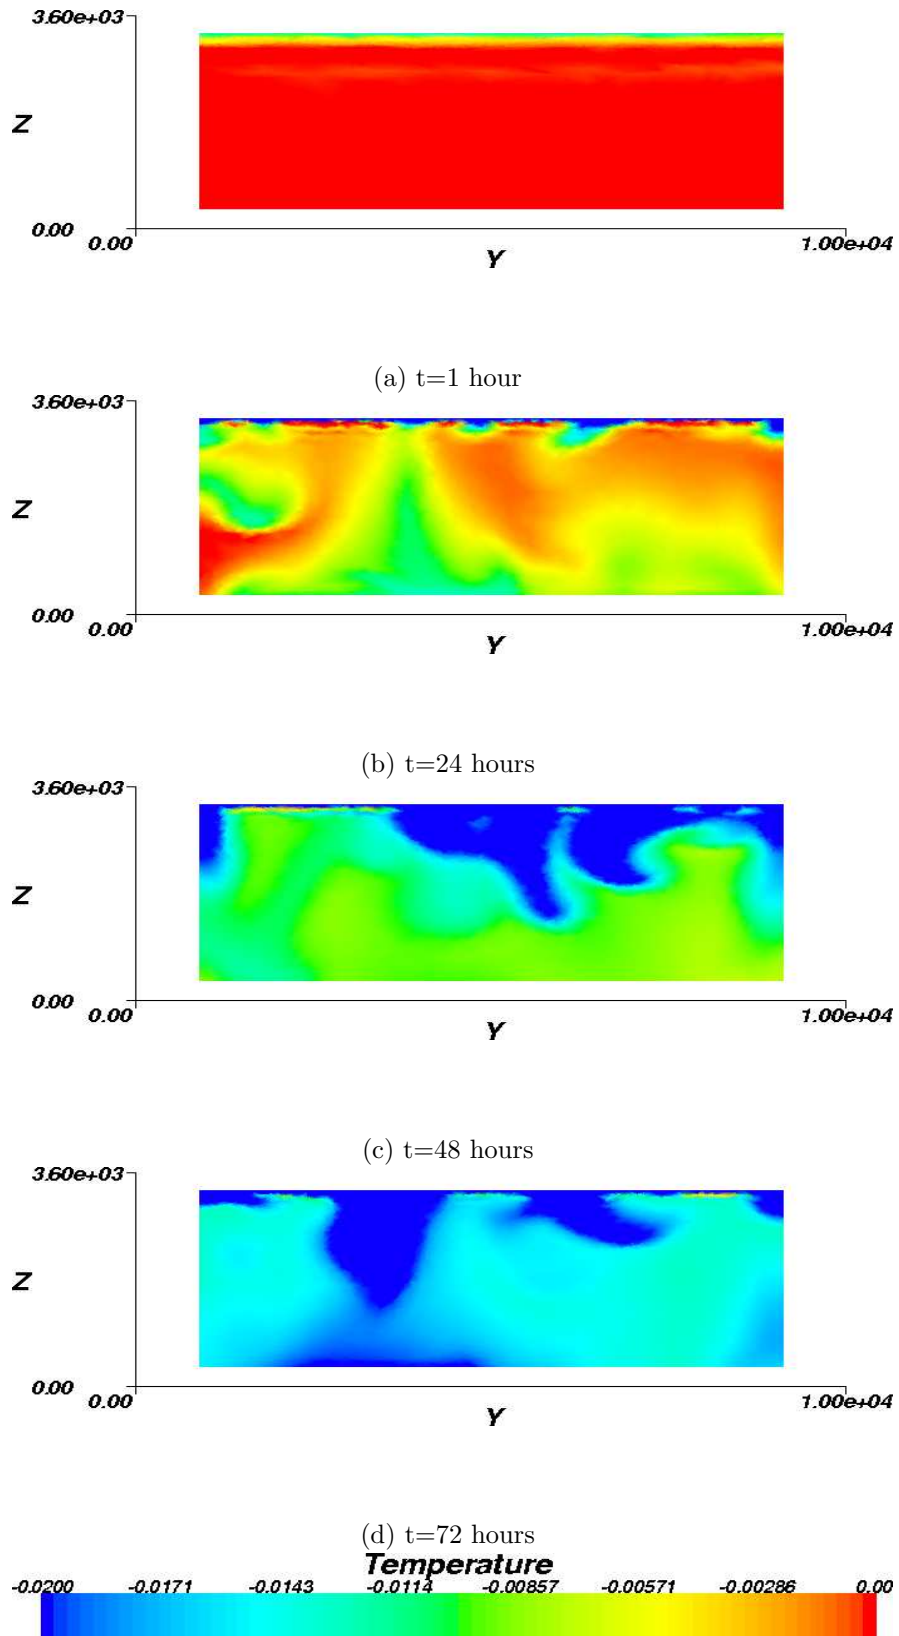 3.60e+03
Z
0.00 0.00 1.00e+04
Y
(a) t=1 hour
3.60e+03
Z
0.00 0.00 1.00e+04
Y
(b) t=24 hours
3.60e+03
Z
0.00 0.00 1.00e+04
Y
(c) t=48 hours
3.60e+03
Z
0.00 0.00 1.00e+04
Y
(d) t=72 hours
Temperature
-0.0200 -0.0171 -0.0143 -0.0114 -0.00857 -0.00571 -0.00286 0.00